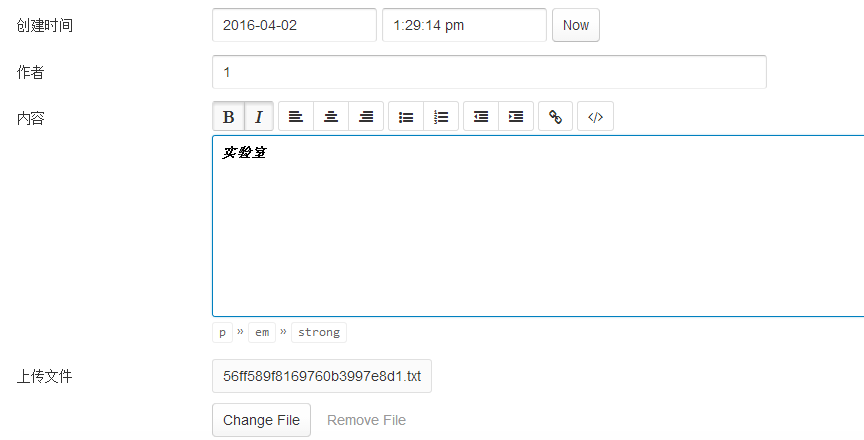 创建时间 2016-04-02 1:29:14 pm Now
作者 1
内容 B I </>
实验室
p » em » strong
上传文件 56ff589f8169760b3997e8d1.txt
Change File Remove File